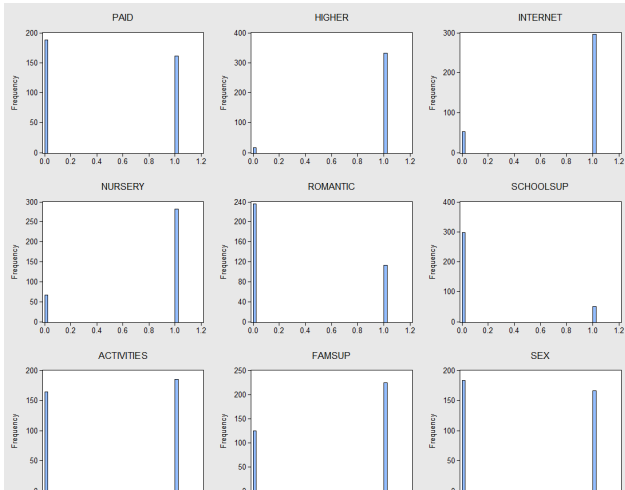 PAID HIGHER INTERNET
200 400 300
150 300 200
100 200 100
50 100
0 0 0
Frequency Frequency Frequency
0.0 0.2 0.4 0.6 0.8 1.0 1.2 0.0 0.2 0.4 0.6 0.8 1.0 1.2 0.0 0.2 0.4 0.6 0.8 1.0 1.2
NURSERY ROMANTIC SCHOOLSUP
300 240 400
250 200 300
200 160 200
150 120 100
100 80
50 40
0 0 0
Frequency Frequency Frequency
0.0 0.2 0.4 0.6 0.8 1.0 1.2 0.0 0.2 0.4 0.6 0.8 1.0 1.2 0.0 0.2 0.4 0.6 0.8 1.0 1.2
ACTIVITIES FAMSUP SEX
200 250 200
150 200 150
100 150 100
50 100 50
50
Frequency Frequency Frequency